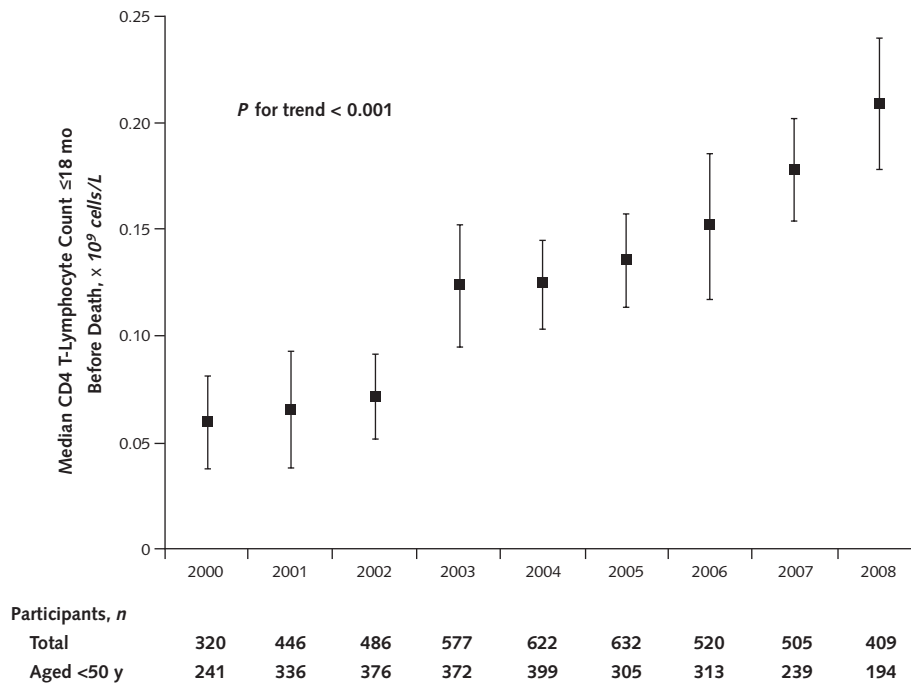 0.25
0.20
0.15
0.10
0.05
0
P for trend < 0.001
Median CD4 T-Lymphocyte Count ≤18 mo
Before Death, × 10⁹ cells/L
2000 2001 2002 2003 2004 2005 2006 2007 2008
Participants, n
Total 320 446 486 577 622 632 520 505 409
Aged <50 y 241 336 376 372 399 305 313 239 194